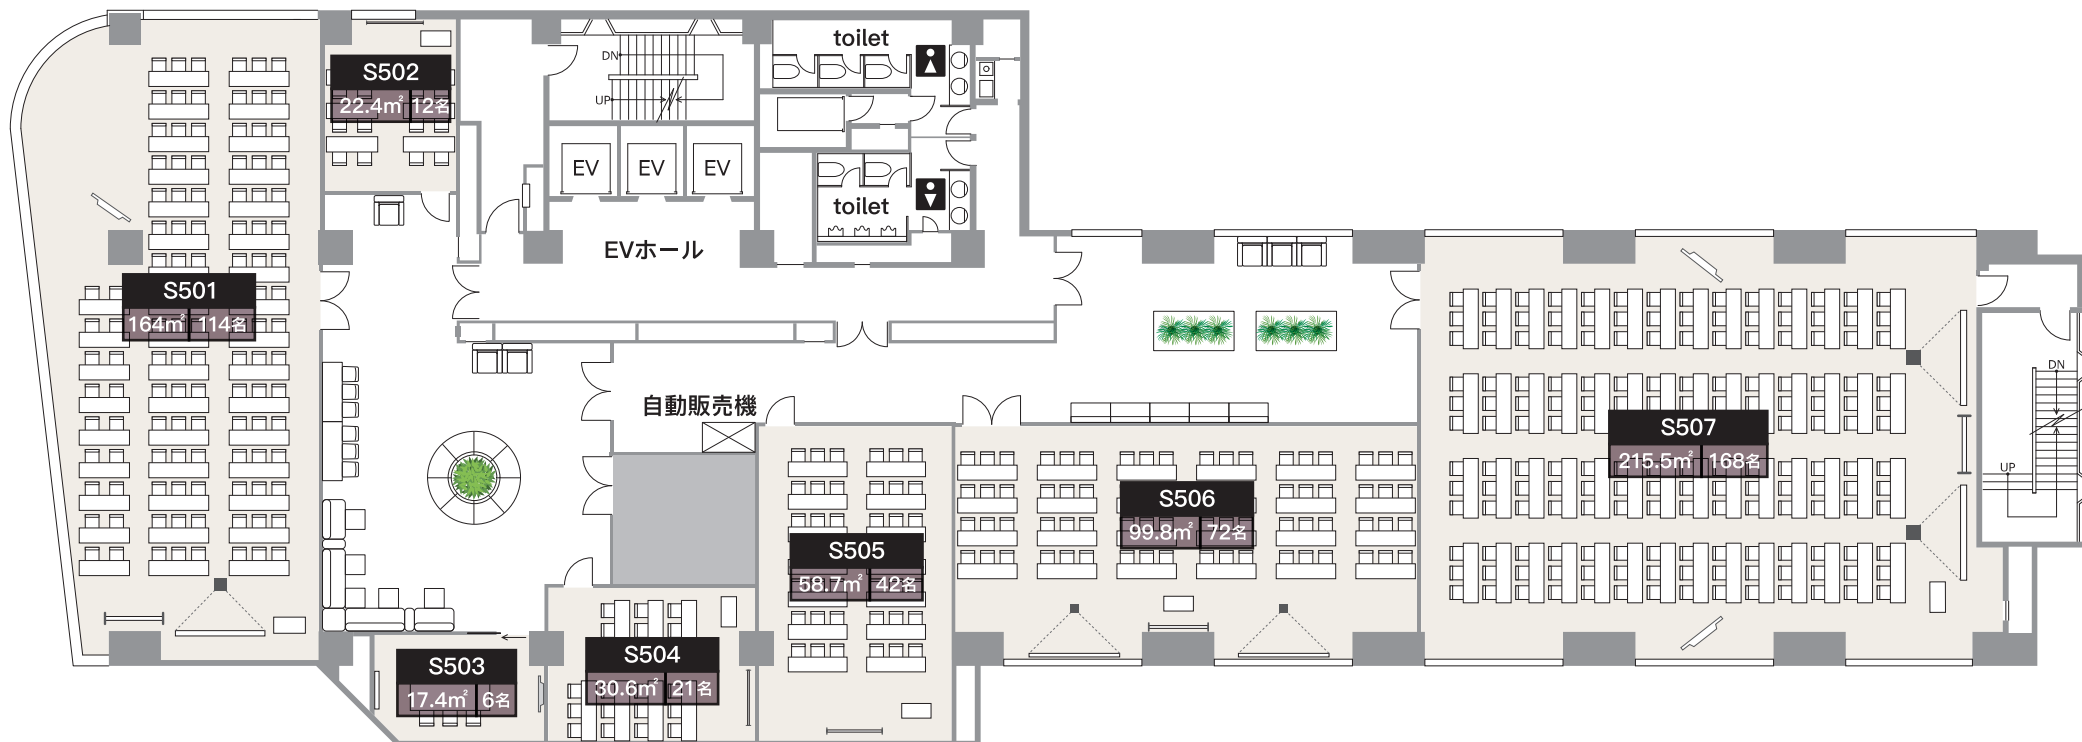 S501
164㎡ 114名
S502
22.4㎡ 12名
DN
UP
EV
EV
EV
EVホール
toilet
toilet
自動販売機
S503
17.4㎡ 6名
S504
30.6㎡ 21名
S505
58.7㎡ 42名
S506
99.8㎡ 72名
S507
215.5㎡ 168名
DN
UP